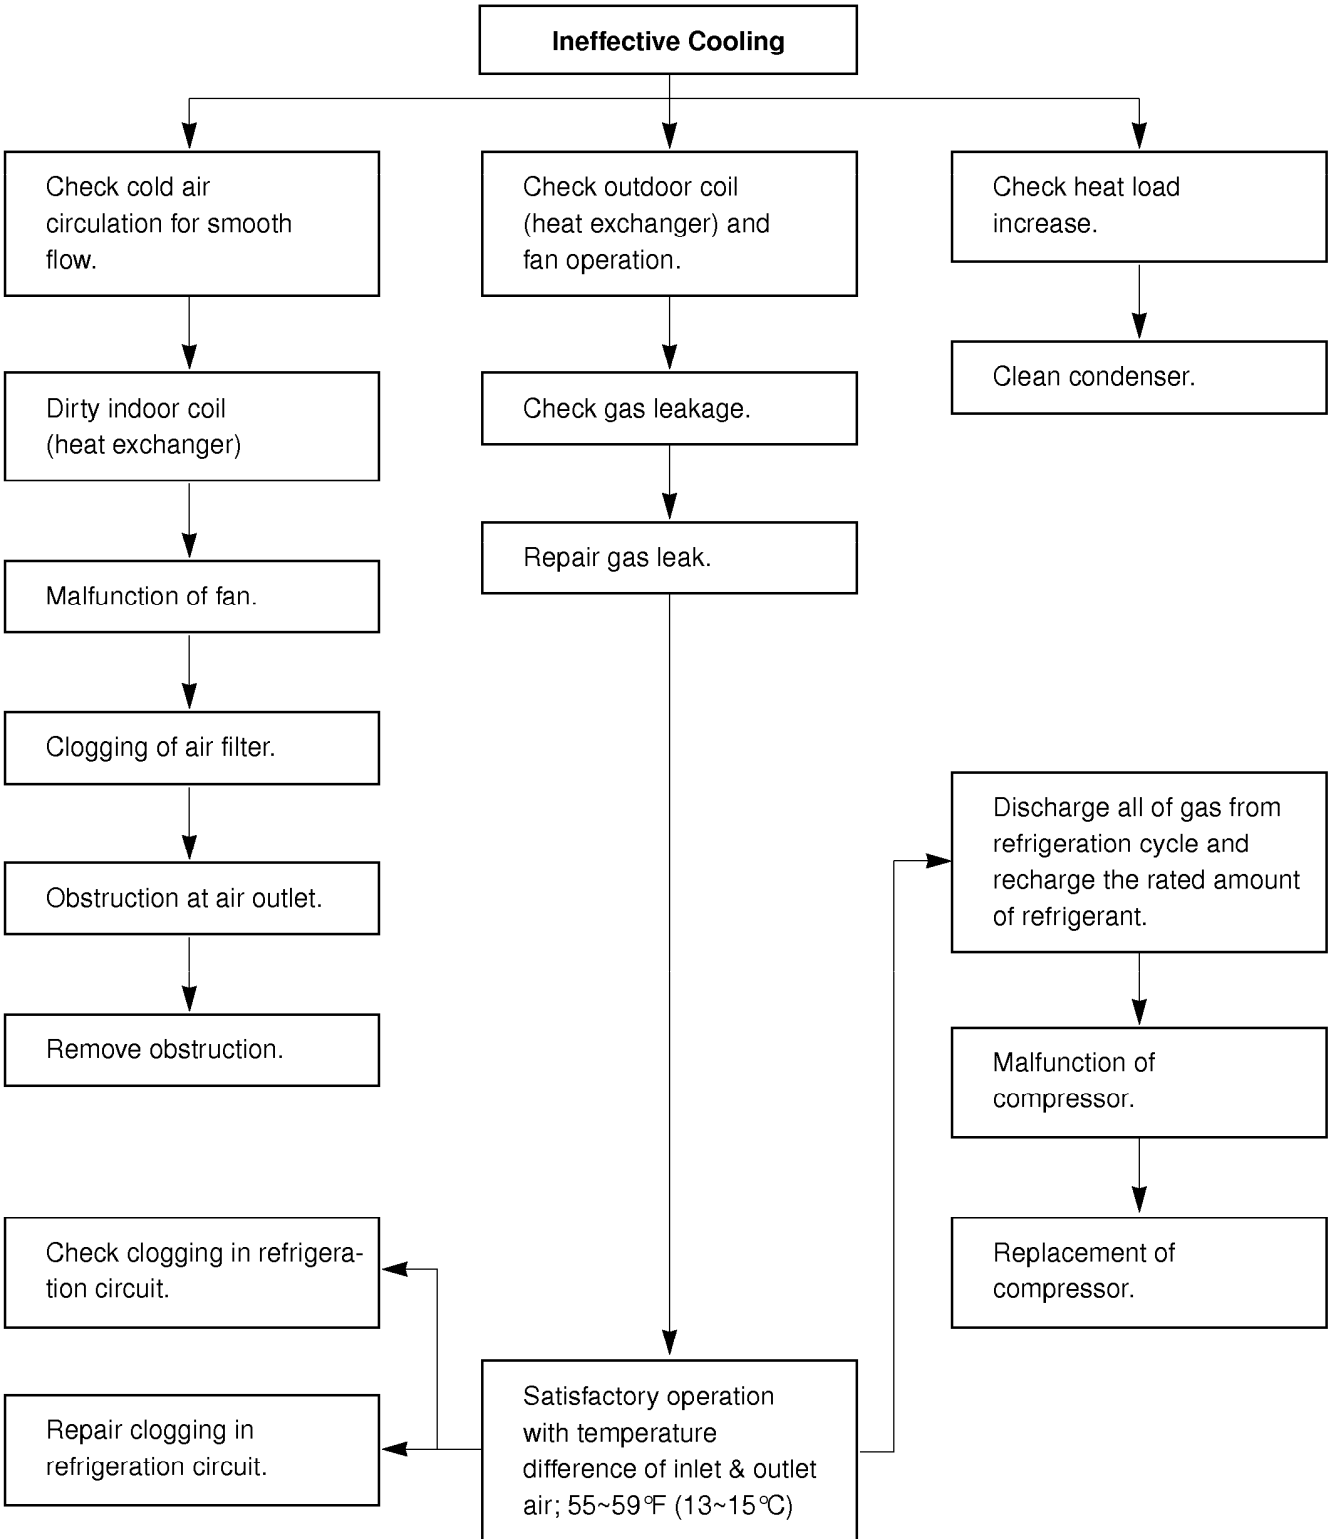 Ineffective Cooling
Check cold air
circulation for smooth
flow.
Check outdoor coil
(heat exchanger) and
fan operation.
Check heat load
increase.
Dirty indoor coil
(heat exchanger)
Check gas leakage.
Clean condenser.
Malfunction of fan.
Repair gas leak.
Clogging of air filter.
Obstruction at air outlet.
Remove obstruction.
Discharge all of gas from
refrigeration cycle and
recharge the rated amount
of refrigerant.
Malfunction of
compressor.
Replacement of
compressor.
Check clogging in refrigera-
tion circuit.
Repair clogging in
refrigeration circuit.
Satisfactory operation
with temperature
difference of inlet & outlet
air; 55~59°F (13~15°C)